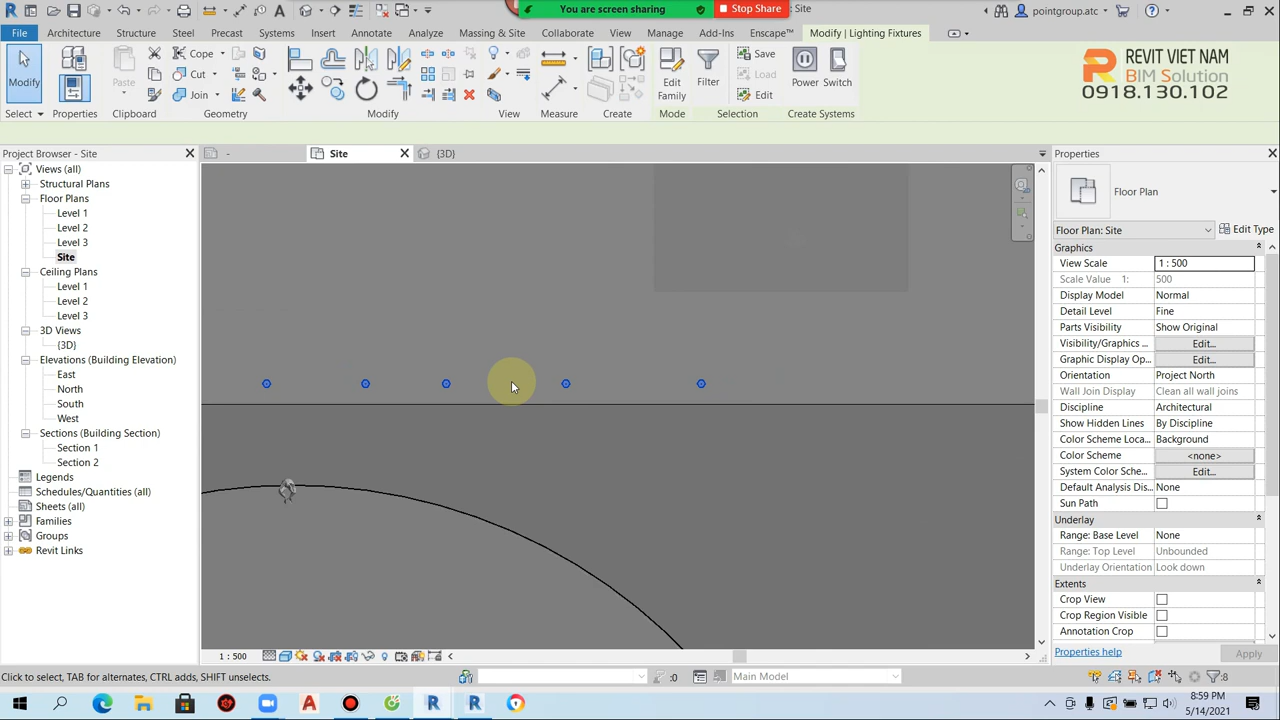 You are screen sharing
Stop Share
Site
pointgroup.atc
File
Architecture
Structure
Steel
Precast
Systems
Insert
Annotate
Analyze
Massing & Site
Collaborate
View
Manage
Add-Ins
Enscape™
Modify | Lighting Fixtures
Modify
Paste
Cope
Cut
Join
Edit Family
Filter
Save
Load
Edit
Power
Switch
Select
Properties
Clipboard
Geometry
Modify
View
Measure
Create
Mode
Selection
Create Systems
REVIT VIET NAM
BIM Solution
0918.130.102
Project Browser - Site
-
Site
{3D}
Properties
Views (all)
Structural Plans
Floor Plans
Level 1
Level 2
Level 3
Site
Ceiling Plans
Level 1
Level 2
Level 3
3D Views
{3D}
Elevations (Building Elevation)
East
North
South
West
Sections (Building Section)
Section 1
Section 2
Legends
Schedules/Quantities (all)
Sheets (all)
Families
Groups
Revit Links
Floor Plan
Floor Plan: Site
Edit Type
Graphics
View Scale 1 : 500
Scale Value 1: 500
Display Model Normal
Detail Level Fine
Parts Visibility Show Original
Visibility/Graphics ... Edit...
Graphic Display Op... Edit...
Orientation Project North
Wall Join Display Clean all wall joins
Discipline Architectural
Show Hidden Lines By Discipline
Color Scheme Loca... Background
Color Scheme <none>
System Color Sche... Edit...
Default Analysis Dis... None
Sun Path
Underlay
Range: Base Level None
Range: Top Level Unbounded
Underlay Orientation Look down
Extents
Crop View
Crop Region Visible
Annotation Crop
Properties help
Apply
1 : 500
Click to select, TAB for alternates, CTRL adds, SHIFT unselects.
:0
Main Model
:8
8:59 PM
5/14/2021